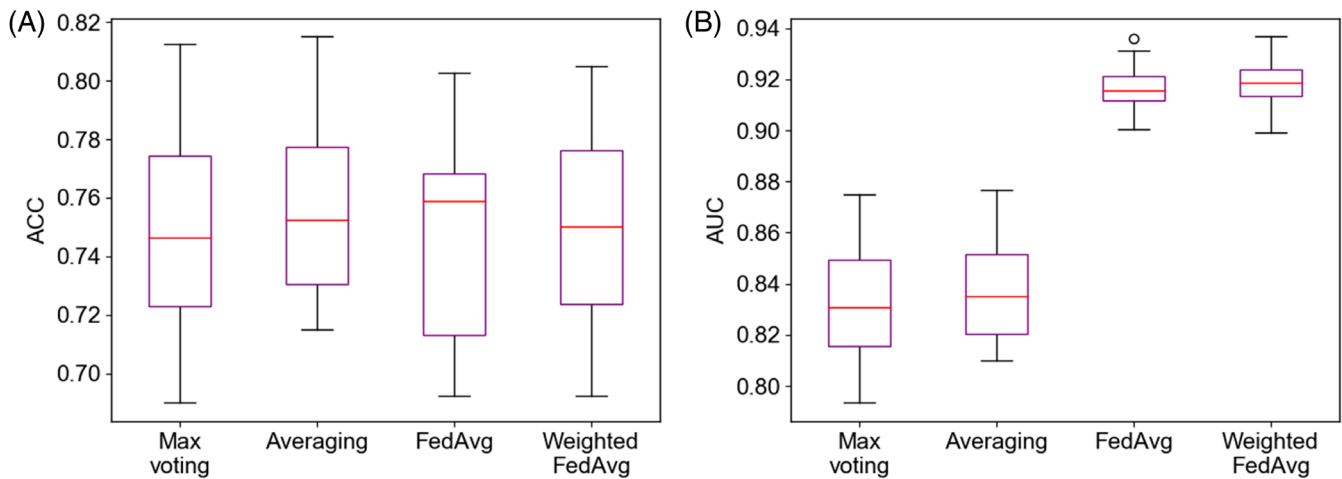 (A)
ACC
0.82
0.80
0.78
0.76
0.74
0.72
0.70
Max
voting
Averaging
FedAvg
Weighted
FedAvg
(B)
AUC
0.94
0.92
0.90
0.88
0.86
0.84
0.82
0.80
Max
voting
Averaging
FedAvg
Weighted
FedAvg